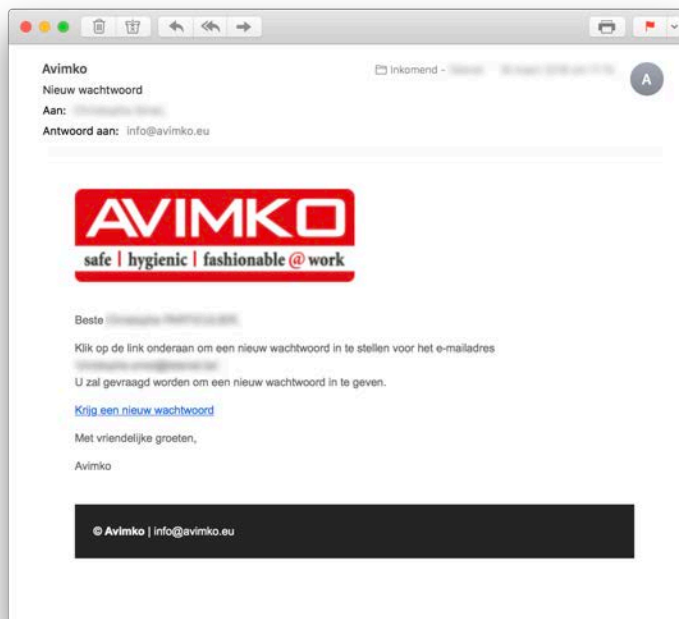 Avimko
Inkomend -
A
Nieuw wachtwoord
Aan:
Antwoord aan: info@avimko.eu
AVIMKO
safe | hygienic | fashionable @ work
Beste
Klik op de link onderaan om een nieuw wachtwoord in te stellen voor het e-mailadres
U zal gevraagd worden om een nieuw wachtwoord in te geven.
Krijg een nieuw wachtwoord
Met vriendelijke groeten,
Avimko
© Avimko | info@avimko.eu